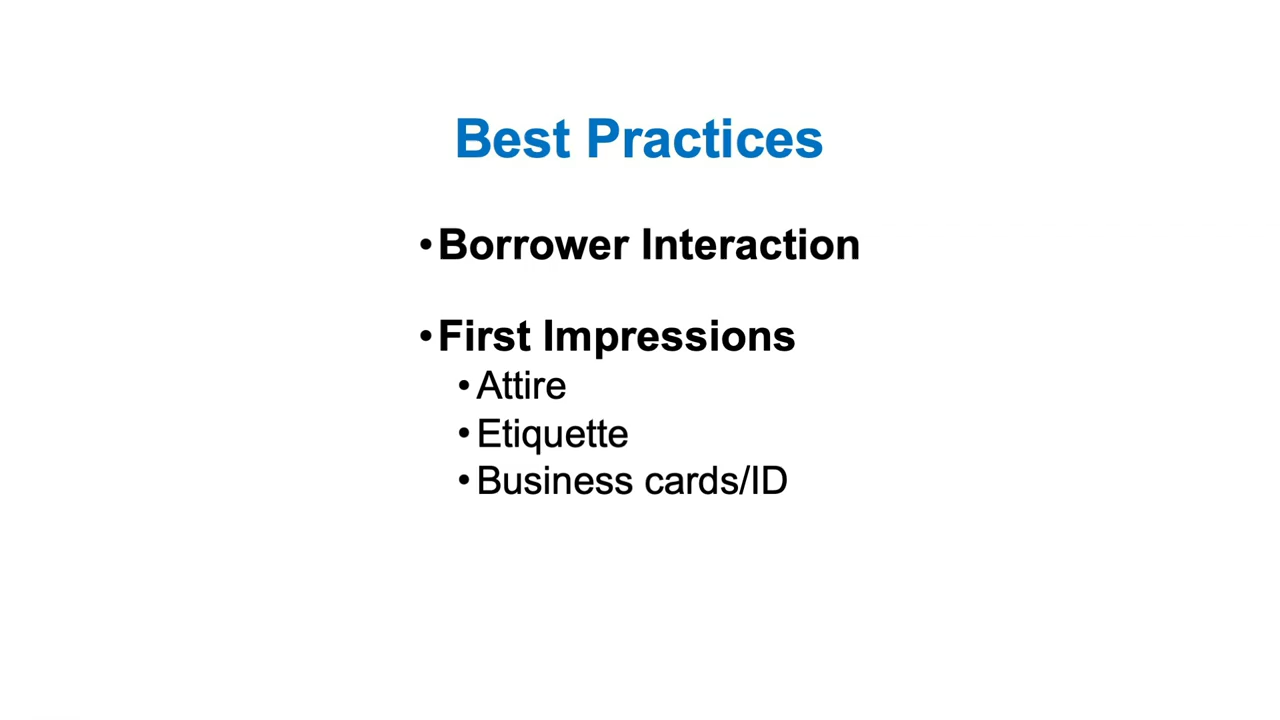 Best Practices
•Borrower Interaction
•First Impressions
•Attire
•Etiquette
•Business cards/ID